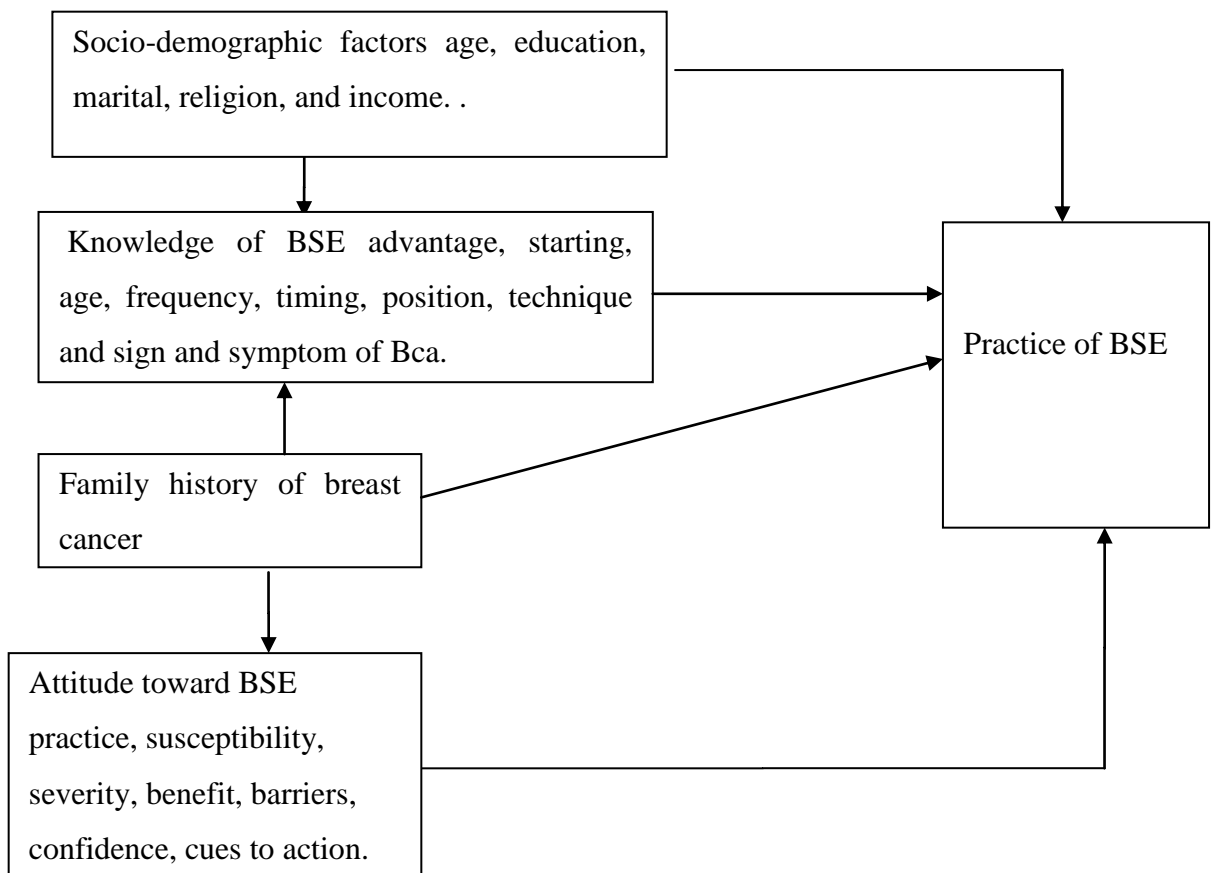 Socio-demographic factors age, education,
marital, religion, and income. .
Knowledge of BSE advantage, starting,
age, frequency, timing, position, technique
and sign and symptom of Bca.
Practice of BSE
Family history of breast
cancer
Attitude toward BSE
practice, susceptibility,
severity, benefit, barriers,
confidence, cues to action.